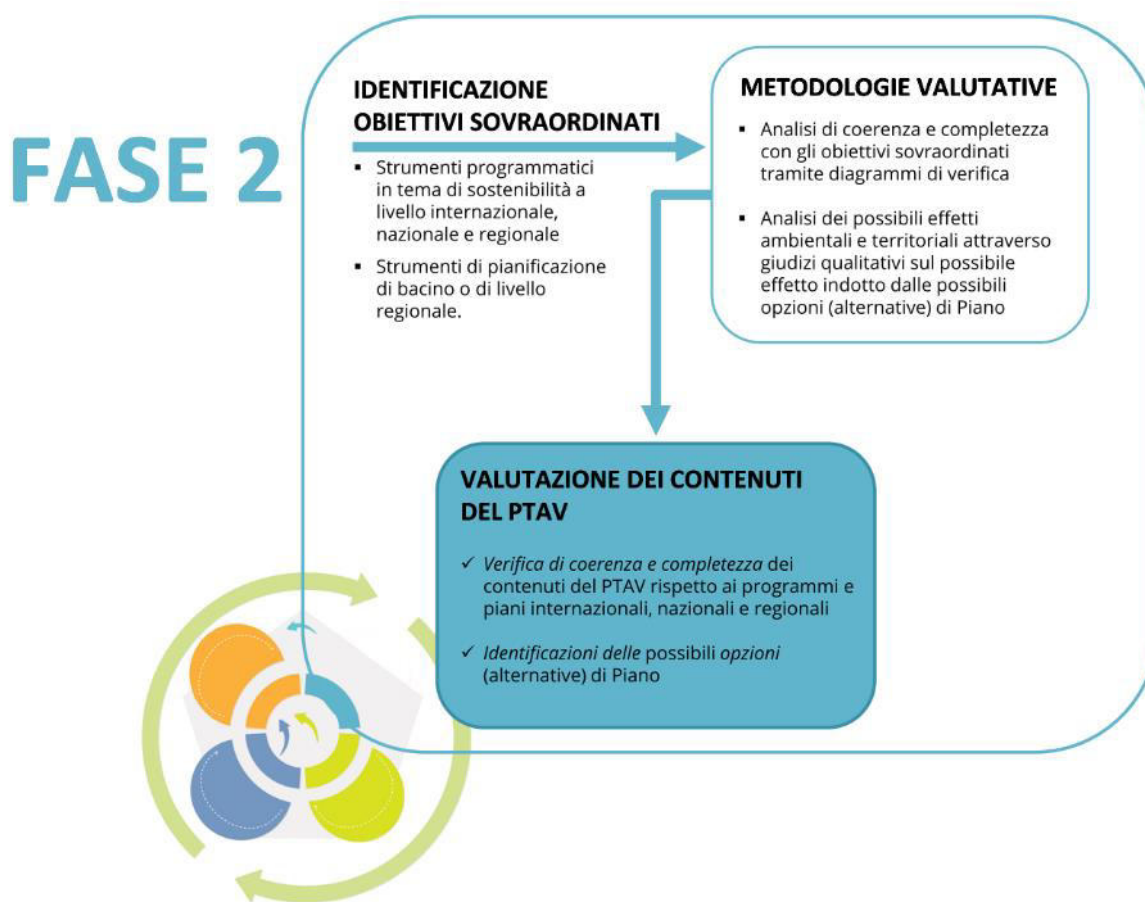 FASE 2
IDENTIFICAZIONE
OBIETTIVI SOVRAORDINATI
▪ Strumenti programmatici
in tema di sostenibilità a
livello internazionale,
nazionale e regionale
▪ Strumenti di pianificazione
di bacino o di livello
regionale.
METODOLOGIE VALUTATIVE
▪ Analisi di coerenza e completezza
con gli obiettivi sovraordinati
tramite diagrammi di verifica
▪ Analisi dei possibili effetti
ambientali e territoriali attraverso
giudizi qualitativi sul possibile
effetto indotto dalle possibili
opzioni (alternative) di Piano
VALUTAZIONE DEI CONTENUTI
DEL PTAV
✓ Verifica di coerenza e completezza dei
contenuti del PTAV rispetto ai programmi e
piani internazionali, nazionali e regionali
✓ Identificazioni delle possibili opzioni
(alternative) di Piano